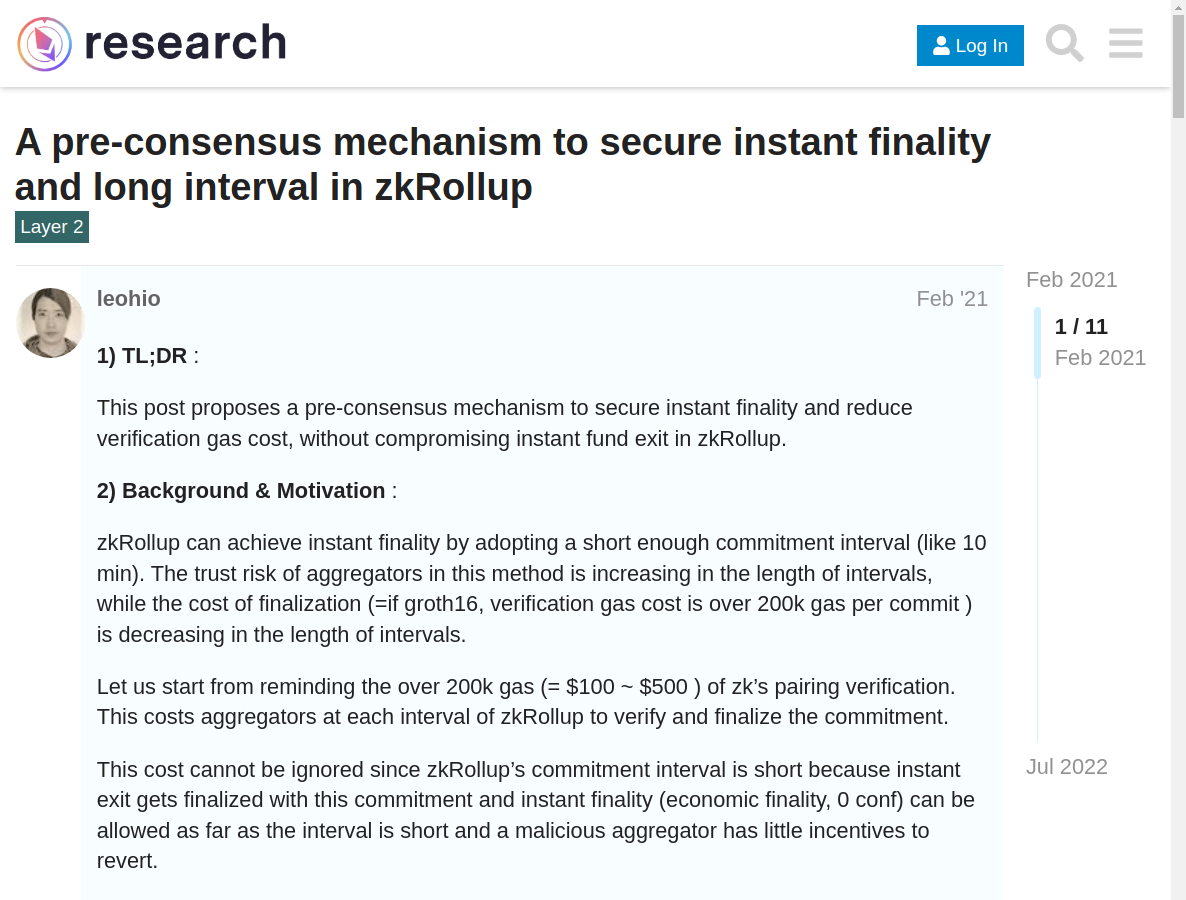 research
Log In
A pre-consensus mechanism to secure instant finality
and long interval in zkRollup
Layer 2
leohio
Feb '21
1) TL;DR :
This post proposes a pre-consensus mechanism to secure instant finality and reduce
verification gas cost, without compromising instant fund exit in zkRollup.
2) Background & Motivation :
zkRollup can achieve instant finality by adopting a short enough commitment interval (like 10
min). The trust risk of aggregators in this method is increasing in the length of intervals,
while the cost of finalization (=if groth16, verification gas cost is over 200k gas per commit )
is decreasing in the length of intervals.
Let us start from reminding the over 200k gas (= $100 ~ $500 ) of zk’s pairing verification.
This costs aggregators at each interval of zkRollup to verify and finalize the commitment.
This cost cannot be ignored since zkRollup’s commitment interval is short because instant
exit gets finalized with this commitment and instant finality (economic finality, 0 conf) can be
allowed as far as the interval is short and a malicious aggregator has little incentives to
revert.
Feb 2021
1 / 11
Feb 2021
Jul 2022